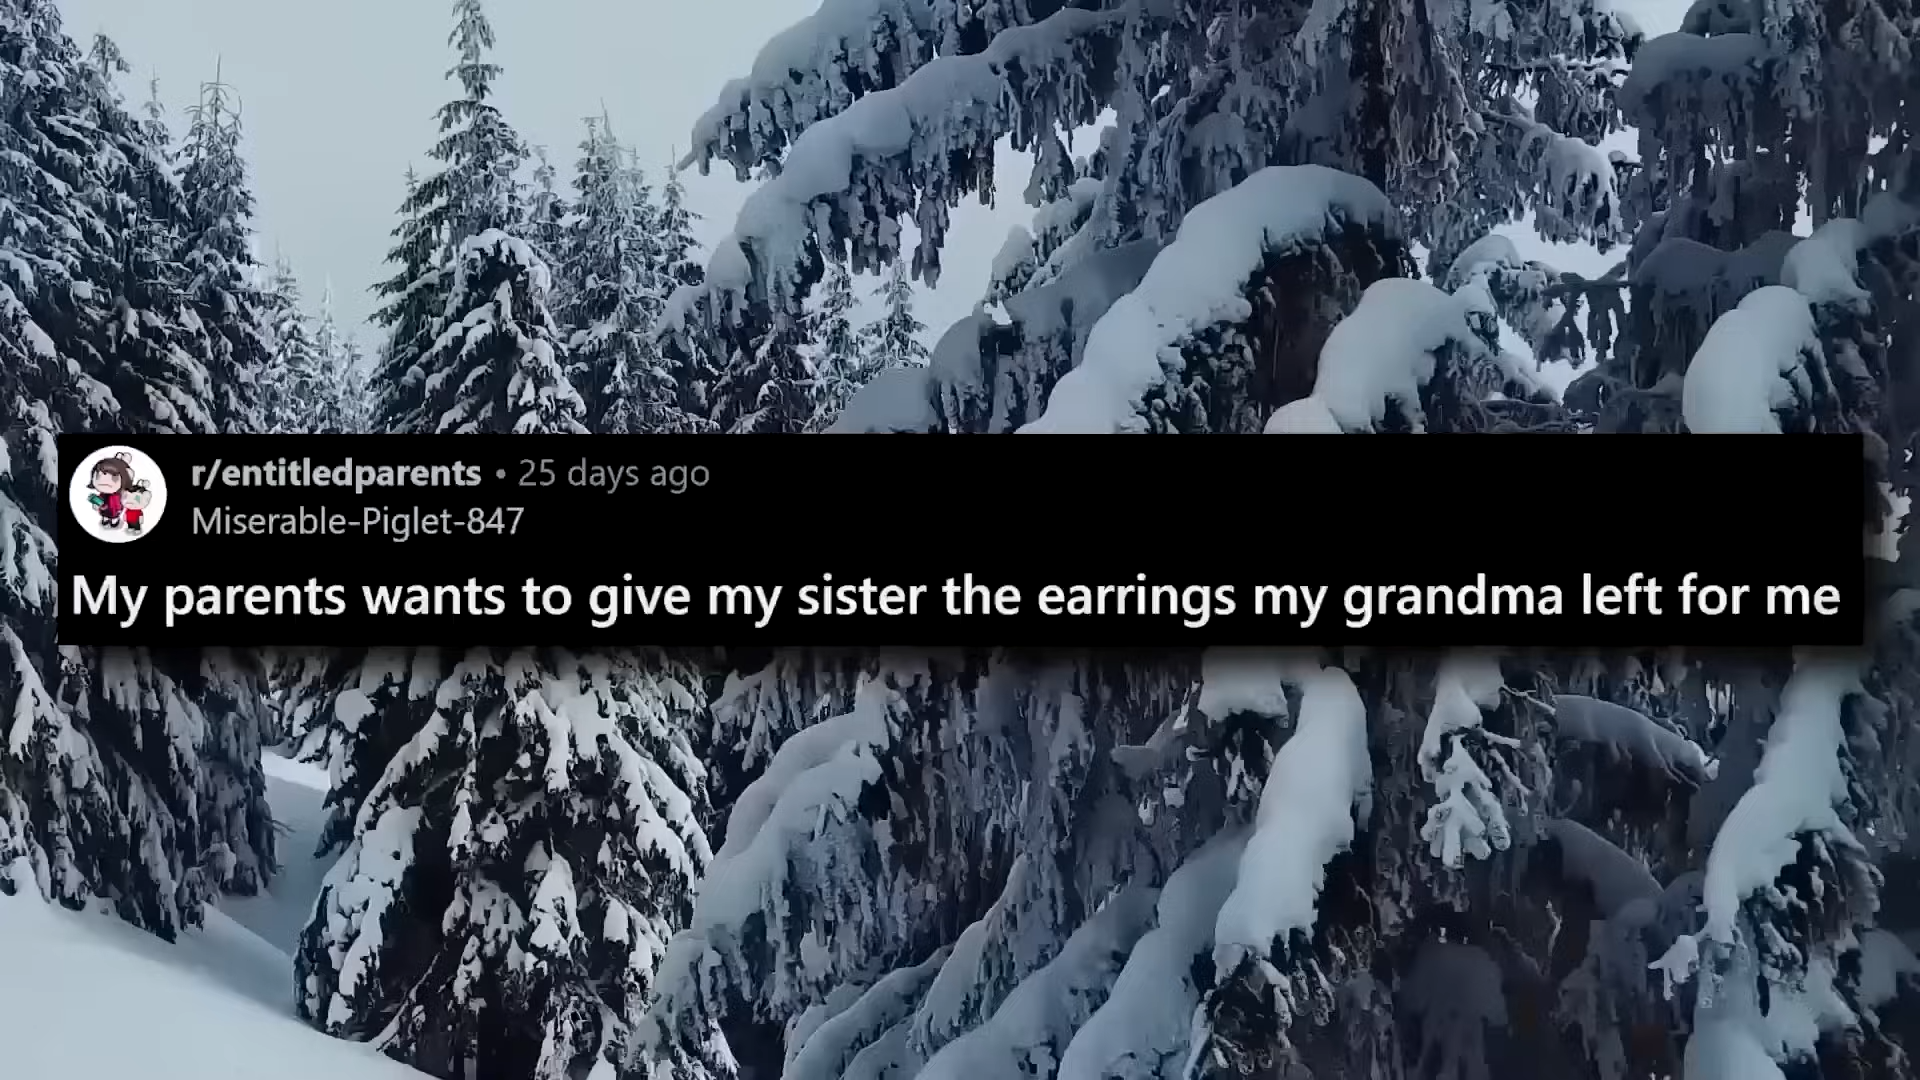 r/entitledparents • 25 days ago
Miserable-Piglet-847
My parents wants to give my sister the earrings my grandma left for me